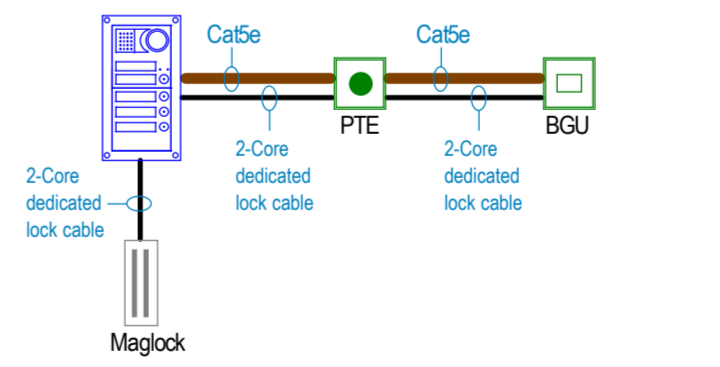 Cat5e
Cat5e
PTE
BGU
2-Core
dedicated
lock cable
2-Core
dedicated
lock cable
2-Core
dedicated
lock cable
Maglock